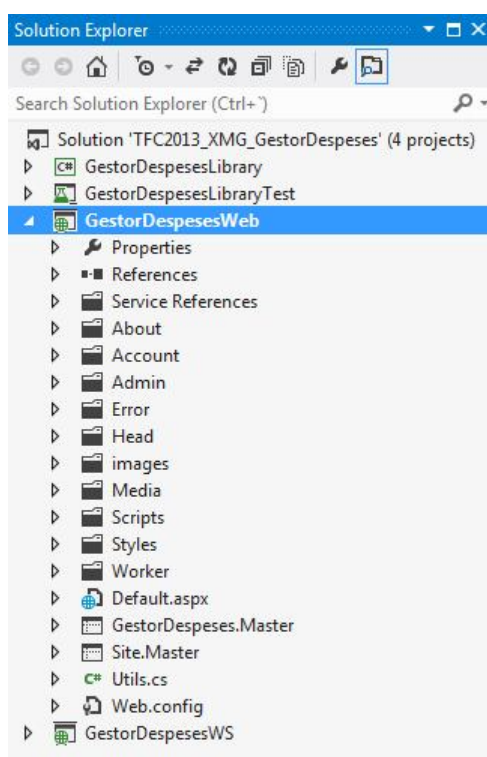 Solution Explorer
Search Solution Explorer (Ctrl+`)
Solution 'TFC2013_XMG_GestorDespeses' (4 projects)
C# GestorDespesesLibrary
GestorDespesesLibraryTest
GestorDespesesWeb
Properties
References
Service References
About
Account
Admin
Error
Head
images
Media
Scripts
Styles
Worker
Default.aspx
GestorDespeses.Master
Site.Master
C# Utils.cs
Web.config
GestorDespesesWS